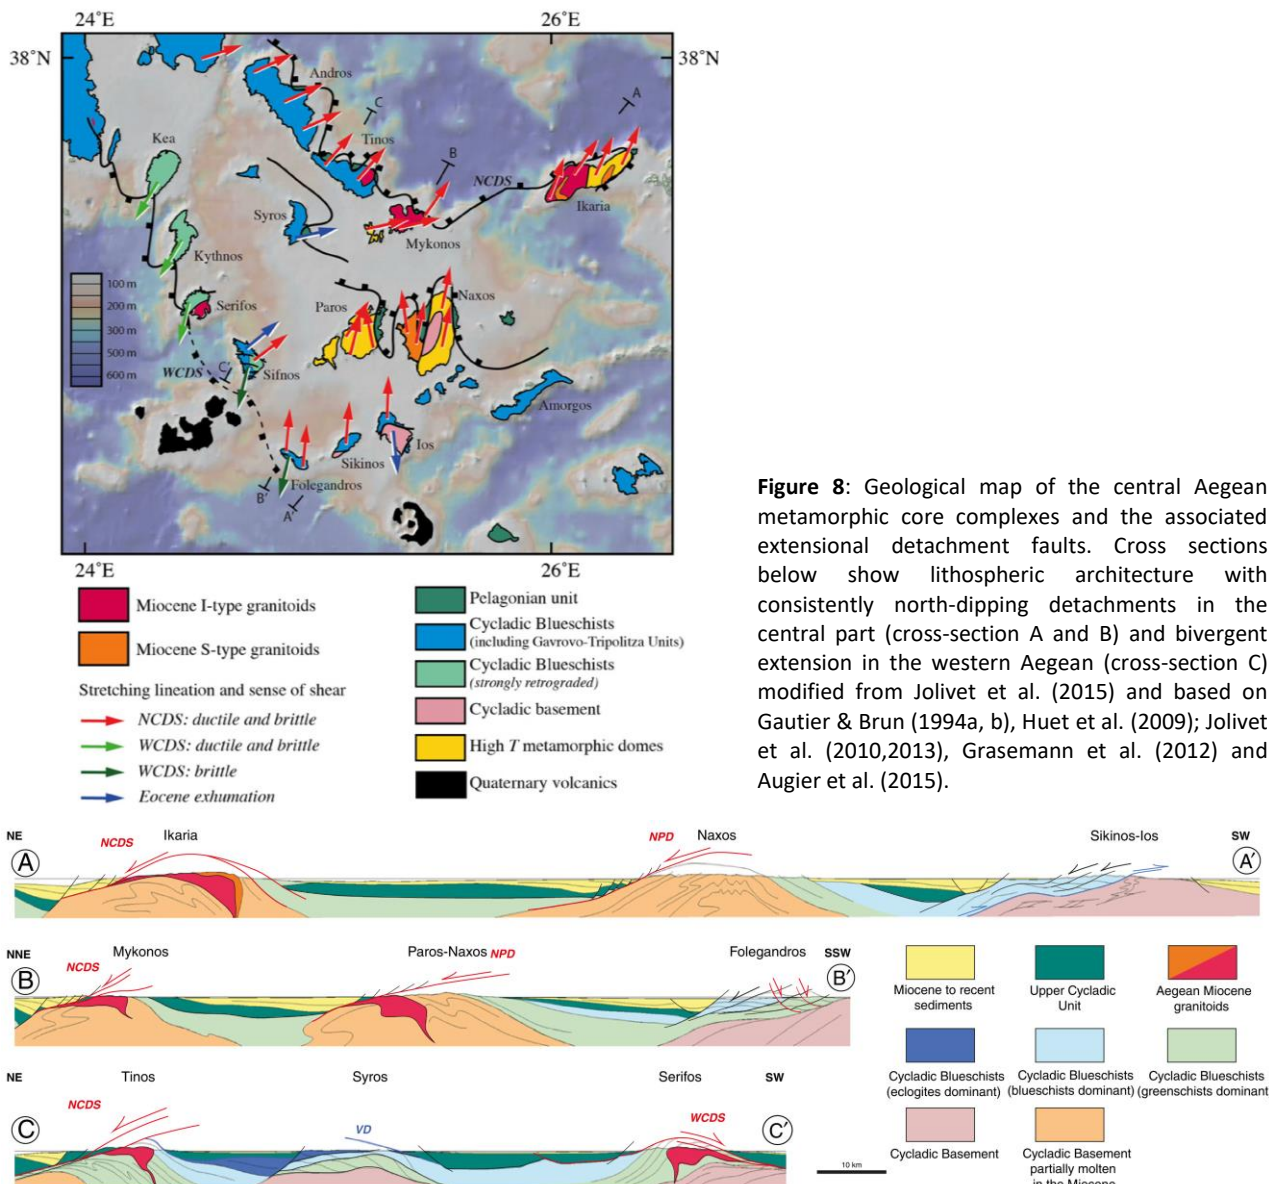 24°E 26°E
38°N 38°N
Andros
A
C
Kea
Tinos
B
NCDS
Ikaria
Syros
Mykonos
Kythnos
100 m
200 m
300 m
500 m
600 m
Serifos
Paros
Naxos
WCDS
C'
Sifnos
Amorgos
Ios
Sikinos
B'
Folegandros
A'
24°E 26°E
Miocene I-type granitoids
Miocene S-type granitoids
Stretching lineation and sense of shear
NCDS: ductile and brittle
WCDS: ductile and brittle
WCDS: brittle
Eocene exhumation
Pelagonian unit
Cycladic Blueschists
(including Gavrovo-Tripolitza Units)
Cycladic Blueschists
(strongly retrograded)
Cycladic basement
High T metamorphic domes
Quaternary volcanics
Figure 8: Geological map of the central Aegean
metamorphic core complexes and the associated
extensional detachment faults. Cross sections
below show lithospheric architecture with
consistently north-dipping detachments in the
central part (cross-section A and B) and bivergent
extension in the western Aegean (cross-section C)
modified from Jolivet et al. (2015) and based on
Gautier & Brun (1994a, b), Huet et al. (2009); Jolivet
et al. (2010,2013), Grasemann et al. (2012) and
Augier et al. (2015).
NE Ikaria Naxos Sikinos-Ios SW
NCDS NPD
A A'
NNE Mykonos Paros-Naxos NPD Folegandros SSW
NCDS
B B'
NE Tinos Syros Serifos SW
NCDS VD WCDS
C C'
10 km
Miocene to recent
sediments
Upper Cycladic
Unit
Aegean Miocene
granitoids
Cycladic Blueschists
(eclogites dominant)
Cycladic Blueschists
(blueschists dominant)
Cycladic Blueschists
(greenschists dominant
Cycladic Basement
Cycladic Basement
partially molten
in the Miocene